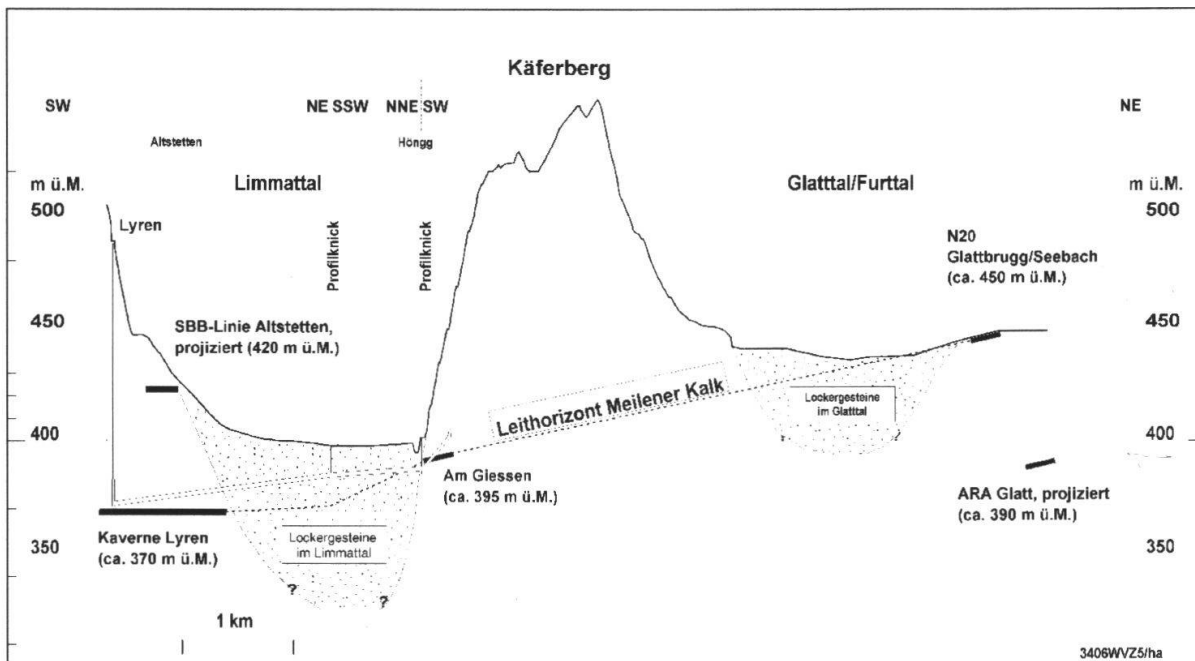 Käferberg
SW
NE SSW
NNE SW
NE
Altstetten
Höngg
m ü.M.
Limmattal
Glatttal/Furttal
m ü.M.
500
500
Lyren
Profilknick
Profilknick
N20
Glattbrugg/Seebach
(ca. 450 m ü.M.)
450
450
SBB-Linie Altstetten,
projiziert (420 m ü.M.)
Leithorizont Meilener Kalk
Lockergesteine
im Glatttal
400
400
? ?
Am Giessen
(ca. 395 m ü.M.)
ARA Glatt, projiziert
(ca. 390 m ü.M.)
Kaverne Lyren
(ca. 370 m ü.M.)
350
350
Lockergesteine
im Limmattal
? ?
1 km
3406WVZ5/ha